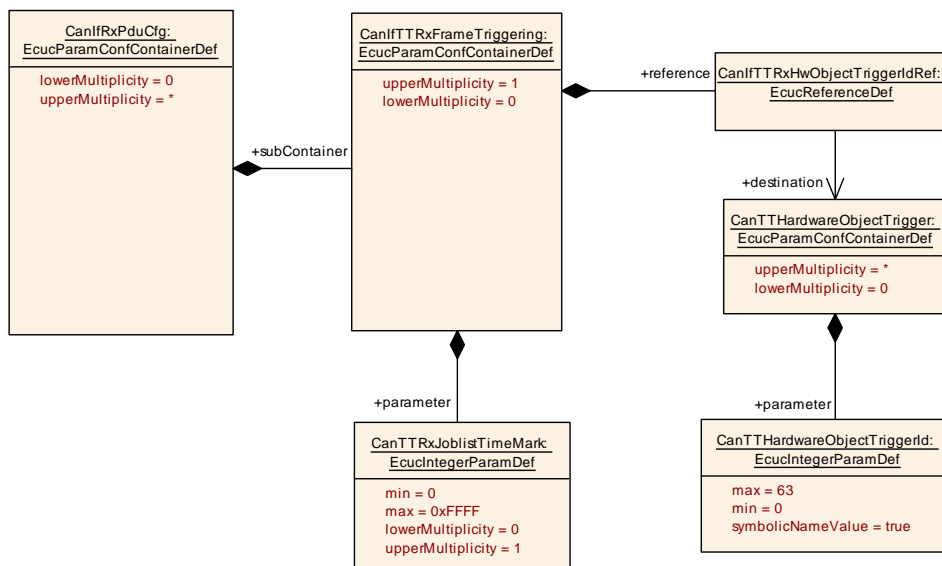 CanIfRxPduCfg:
EcucParamConfContainerDef
lowerMultiplicity = 0
upperMultiplicity = *
+subContainer
CanIfTTRxFrameTriggering:
EcucParamConfContainerDef
upperMultiplicity = 1
lowerMultiplicity = 0
+reference
CanIfTTRxHwObjectTriggerIdRef:
EcucReferenceDef
+destination
CanTTHardwareObjectTrigger:
EcucParamConfContainerDef
upperMultiplicity = *
lowerMultiplicity = 0
+parameter
CanTTRxJoblistTimeMark:
EcucIntegerParamDef
min = 0
max = 0xFFFF
lowerMultiplicity = 0
upperMultiplicity = 1
+parameter
CanTTHardwareObjectTriggerId:
EcucIntegerParamDef
max = 63
min = 0
symbolicNameValue = true